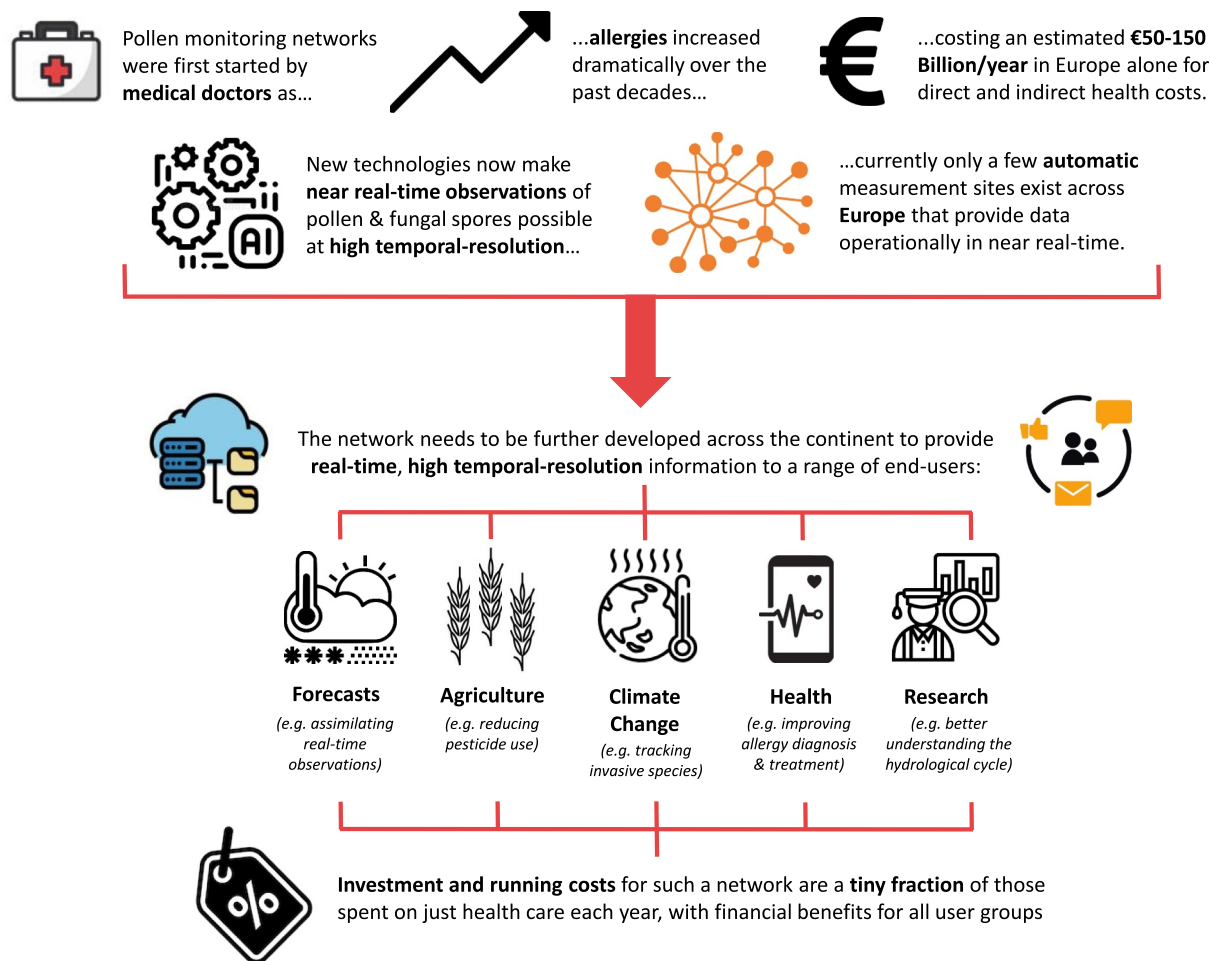 Pollen monitoring networks
were first started by
medical doctors as...
...allergies increased
dramatically over the
past decades...
...costing an estimated €50-150
Billion/year in Europe alone for
direct and indirect health costs.
AI
New technologies now make
near real-time observations of
pollen & fungal spores possible
at high temporal-resolution...
...currently only a few automatic
measurement sites exist across
Europe that provide data
operationally in near real-time.
The network needs to be further developed across the continent to provide
real-time, high temporal-resolution information to a range of end-users:
Forecasts
(e.g. assimilating
real-time
observations)
Agriculture
(e.g. reducing
pesticide use)
Climate
Change
(e.g. tracking
invasive species)
Health
(e.g. improving
allergy diagnosis
& treatment)
Research
(e.g. better
understanding the
hydrological cycle)
Investment and running costs for such a network are a tiny fraction of those
spent on just health care each year, with financial benefits for all user groups